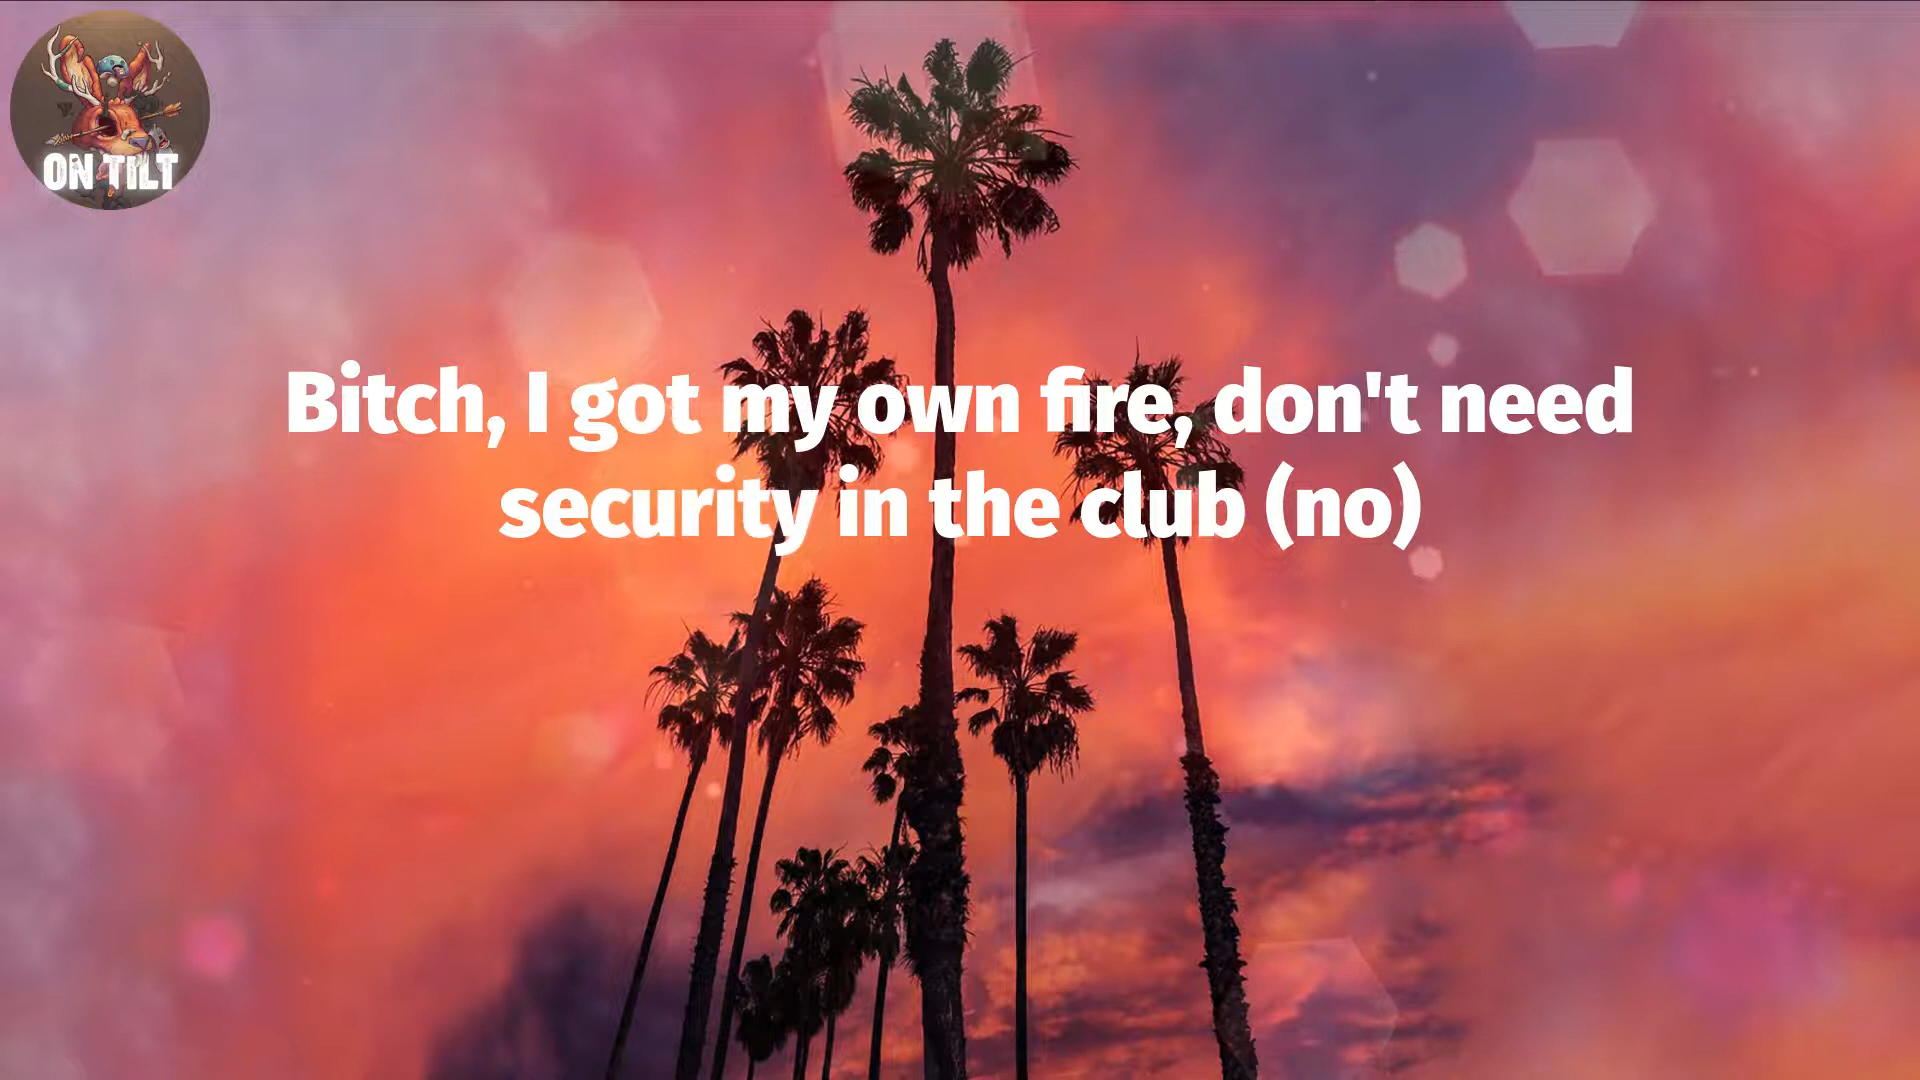 ON TILT
Bitch, I got my own fire, don't need
security in the club (no)